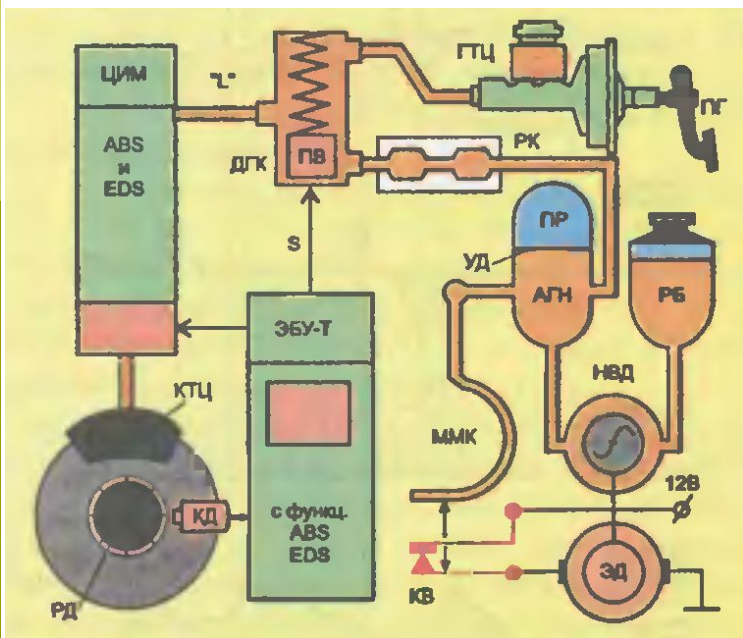 ЦИМ
ABS
и
EDS
"L"
ДГК
ПВ
ГТЦ
ПГ
РК
ПР
УД
АГН
РБ
S
ЭБУ-Т
с функц.
ABS
EDS
КТЦ
КД
РД
ММК
НВД
12В
КВ
ЭД